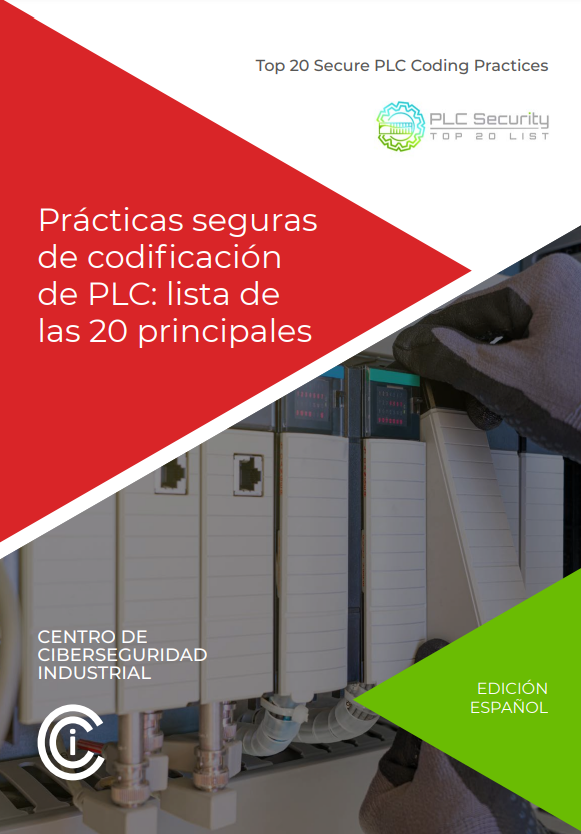 Top 20 Secure PLC Coding Practices
PLC Security
TOP 20 LIST
Prácticas seguras
de codificación
de PLC: lista de
las 20 principales
CENTRO DE
CIBERSEGURIDAD
INDUSTRIAL
EDICIÓN
ESPAÑOL